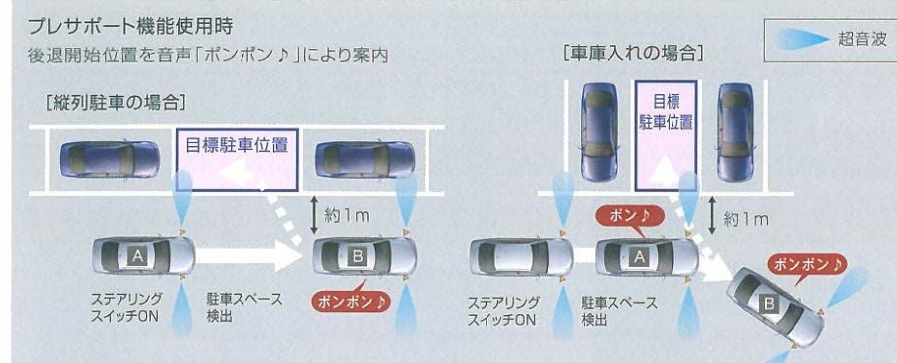 プレサポート機能使用時
後退開始位置を音声「ポンポン♪」により案内
[縦列駐車の場合]
目標駐車位置
約1m
A
B
ポンポン♪
ステアリング
スイッチON
駐車スペース
検出
[車庫入れの場合]
超音波
目標
駐車位置
約1m
ポン♪
A
ポンポン♪
B
ステアリング
スイッチON
駐車スペース
検出